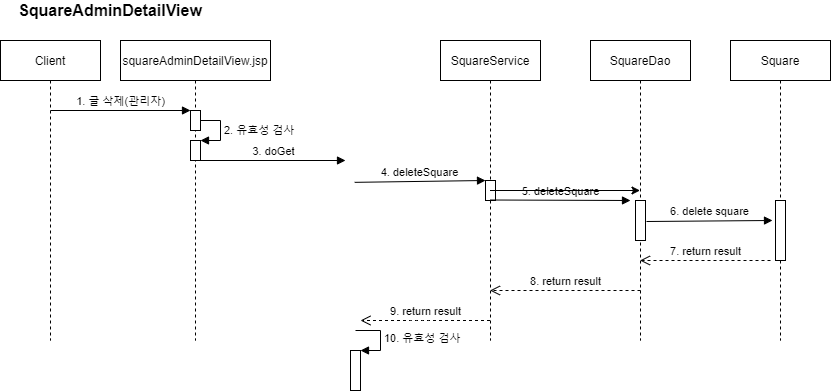 SquareAdminDetailView
Client
squareAdminDetailView.jsp
SquareService
SquareDao
Square
1. 글 삭제(관리자)
2. 유효성 검사
3. doGet
4. deleteSquare
5. deleteSquare
6. delete square
7. return result
8. return result
9. return result
10. 유효성 검사